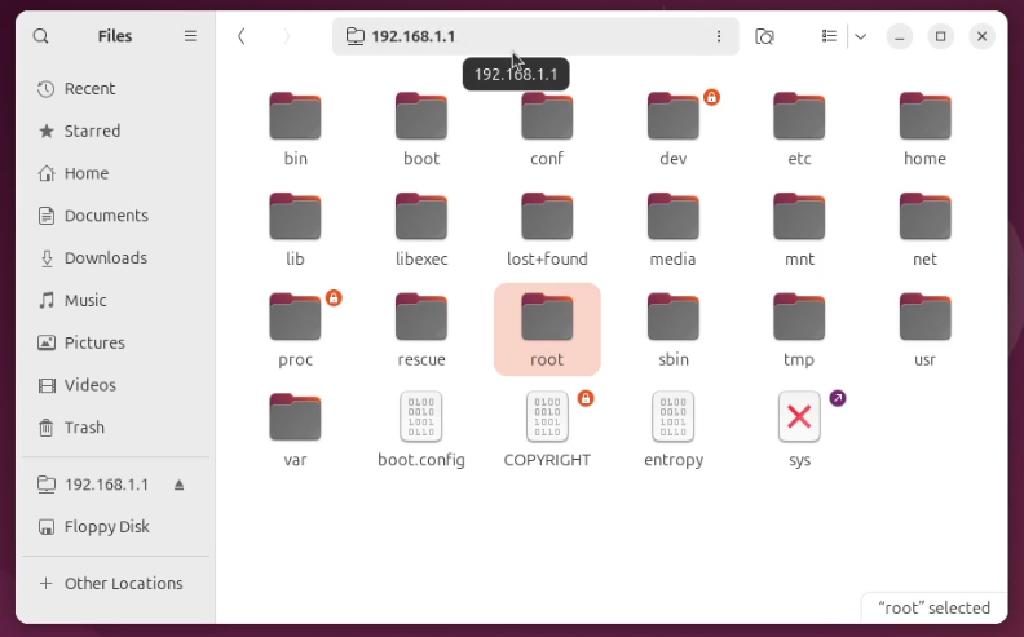 Files
192.168.1.1
192.168.1.1
Recent
Starred
Home
Documents
Downloads
Music
Pictures
Videos
Trash
192.168.1.1
Floppy Disk
Other Locations
bin boot conf dev etc home
lib libexec lost+found media mnt net
proc rescue root sbin tmp usr
var boot.config COPYRIGHT entropy sys
“root” selected